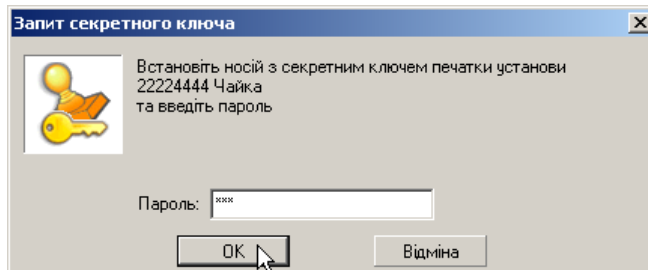 Запит секретного ключа
Встановіть носій з секретним ключем печатки установи
22224444 Чайка
та введіть пароль
Пароль: ***
OK Відміна